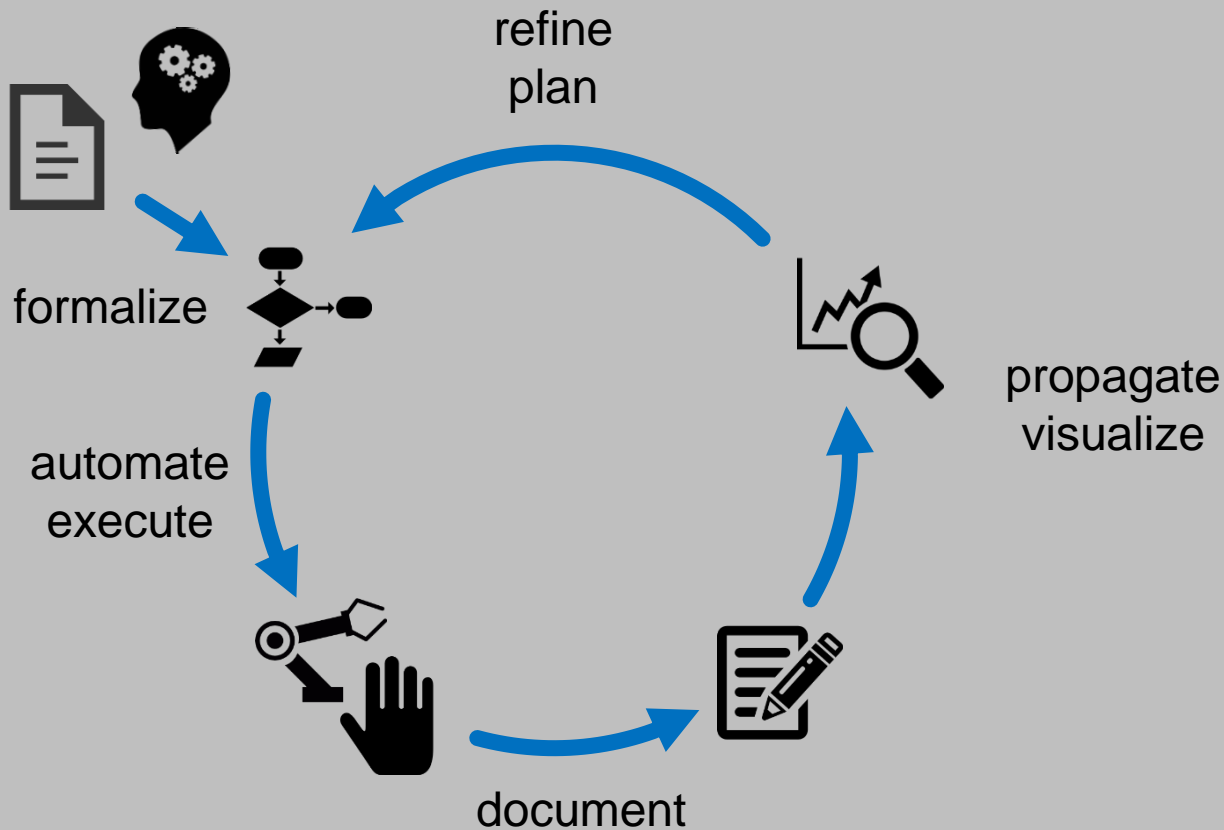 refine
plan
formalize
propagate
visualize
automate
execute
document